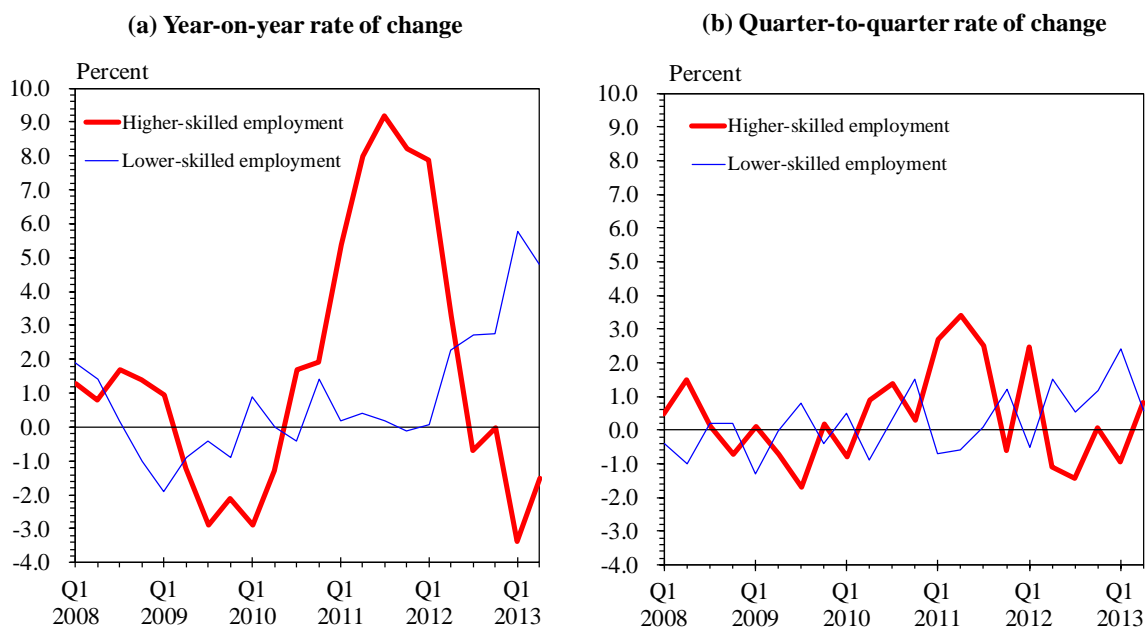 (a) Year-on-year rate of change
Percent
10.0
9.0
8.0
7.0
6.0
5.0
4.0
3.0
2.0
1.0
0.0
-1.0
-2.0
-3.0
-4.0
Higher-skilled employment
Lower-skilled employment
Q1 Q1 Q1 Q1 Q1 Q1
2008 2009 2010 2011 2012 2013
(b) Quarter-to-quarter rate of change
Percent
10.0
9.0
8.0
7.0
6.0
5.0
4.0
3.0
2.0
1.0
0.0
-1.0
-2.0
-3.0
-4.0
Higher-skilled employment
Lower-skilled employment
Q1 Q1 Q1 Q1 Q1 Q1
2008 2009 2010 2011 2012 2013